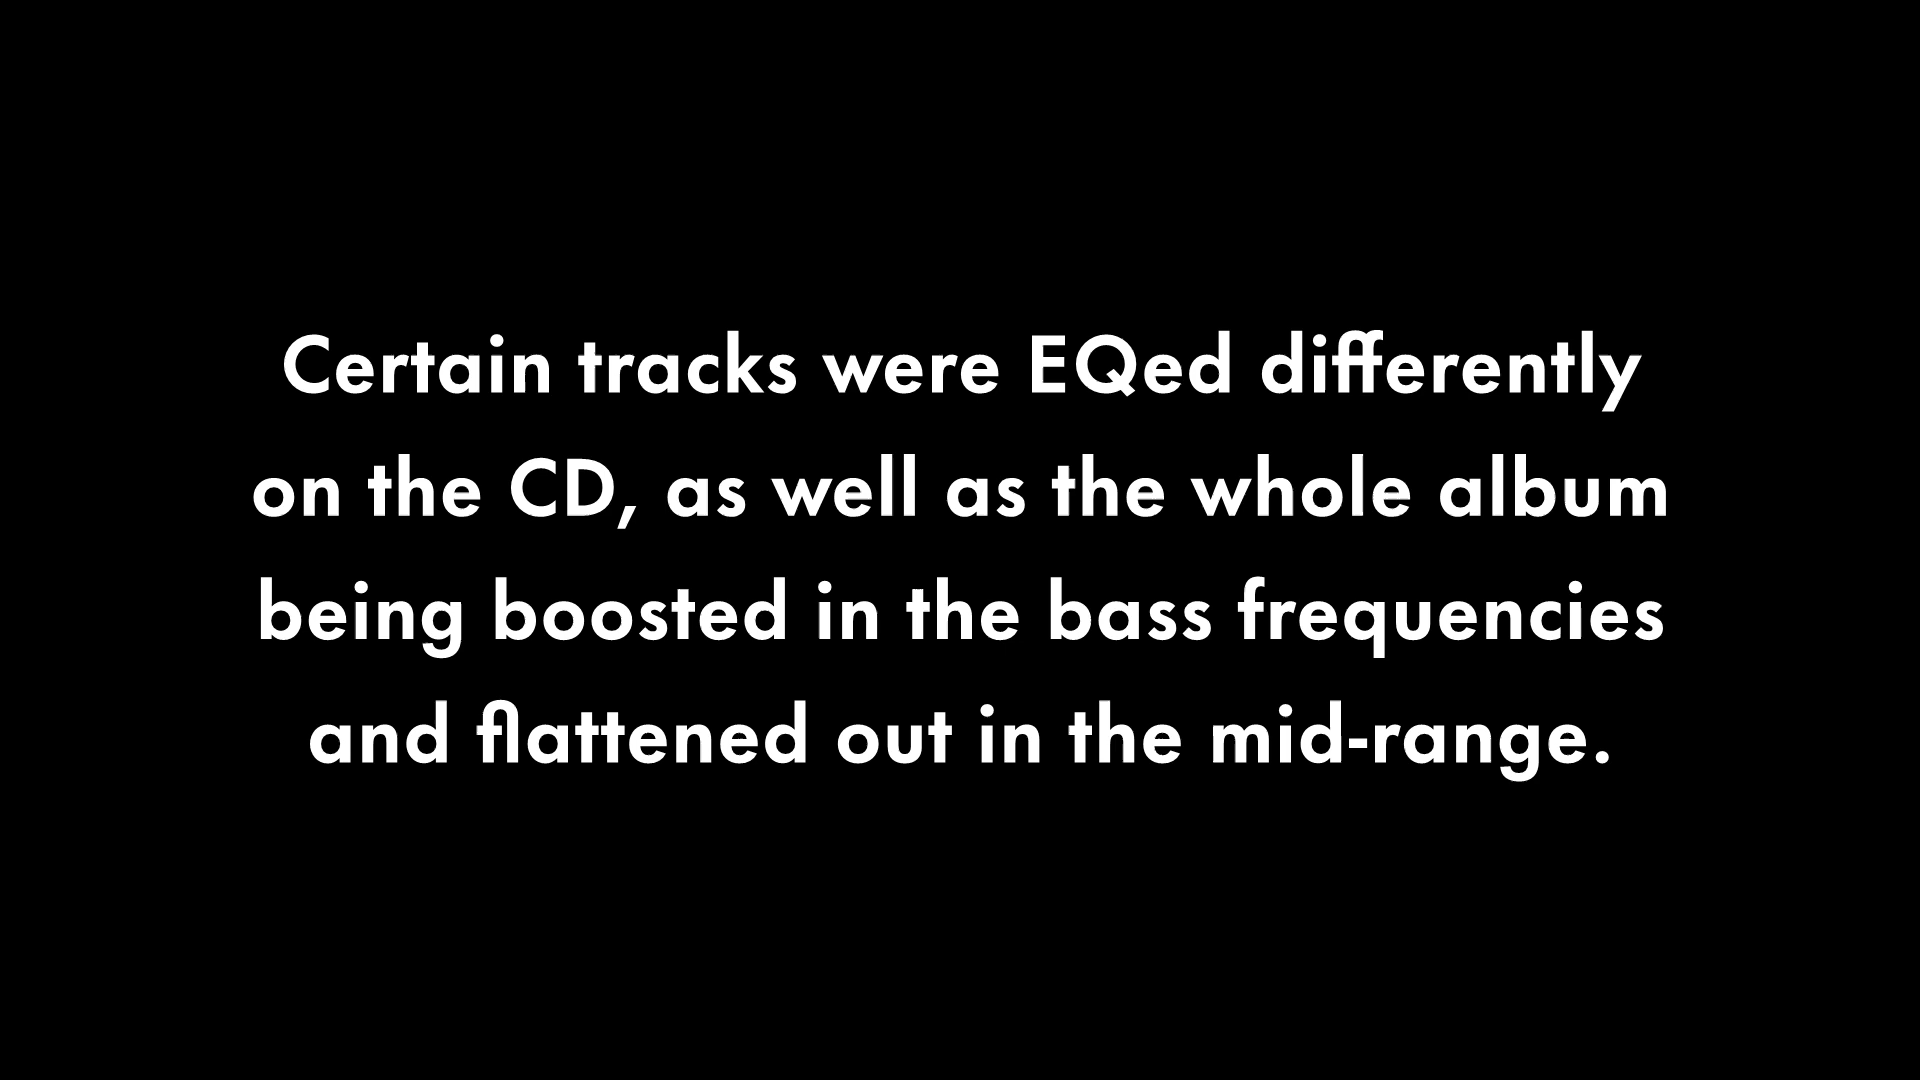 Certain tracks were EQed differently
on the CD, as well as the whole album
being boosted in the bass frequencies
and flattened out in the mid-range.